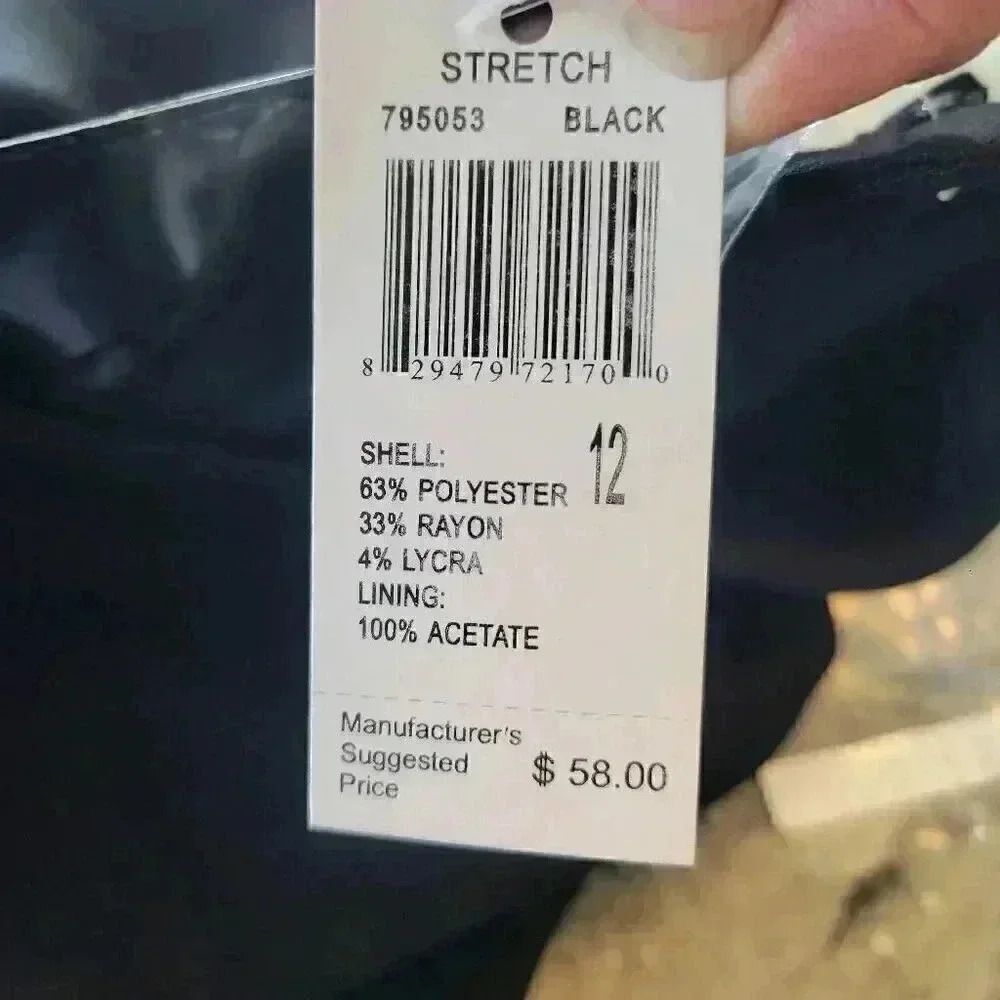 STRETCH
795053 BLACK
8 29479 72170 0
SHELL: 12
63% POLYESTER
33% RAYON
4% LYCRA
LINING:
100% ACETATE
Manufacturer's
Suggested $ 58.00
Price